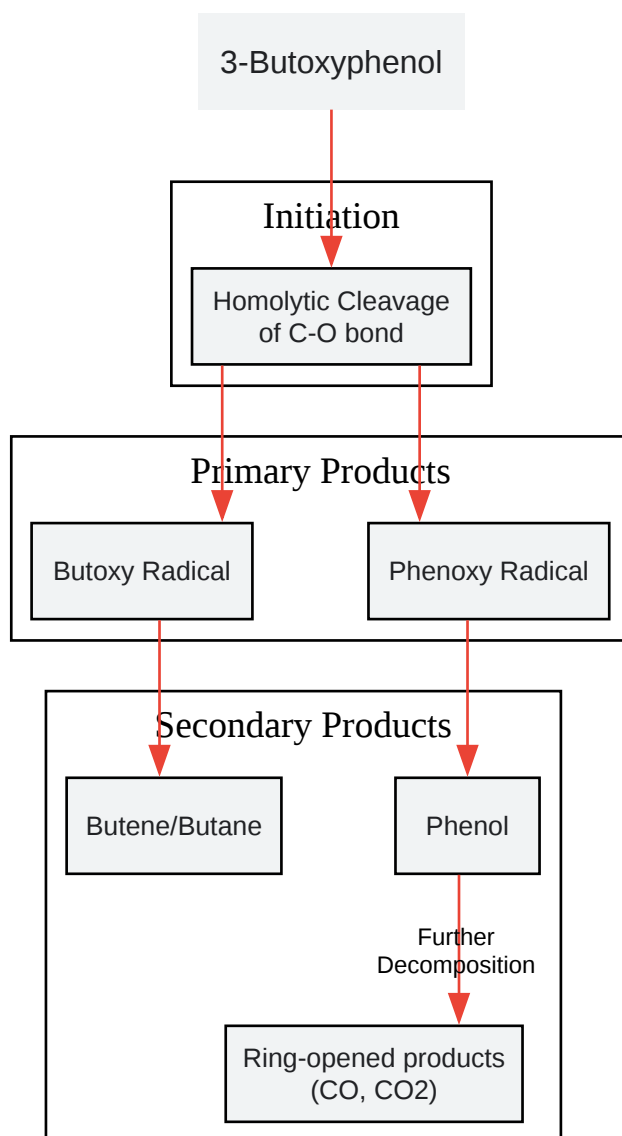 3-Butoxyphenol
Initiation
Homolytic Cleavage
of C-O bond
Primary Products
Butoxy Radical
Phenoxy Radical
Secondary Products
Butene/Butane
Phenol
Further
Decomposition
Ring-opened products
(CO, CO2)